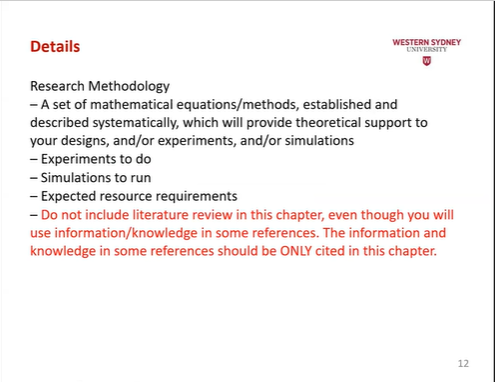 Details
WESTERN SYDNEY
UNIVERSITY
W
Research Methodology
– A set of mathematical equations/methods, established and
described systematically, which will provide theoretical support to
your designs, and/or experiments, and/or simulations
– Experiments to do
– Simulations to run
– Expected resource requirements
– Do not include literature review in this chapter, even though you will
use information/knowledge in some references. The information and
knowledge in some references should be ONLY cited in this chapter.
12